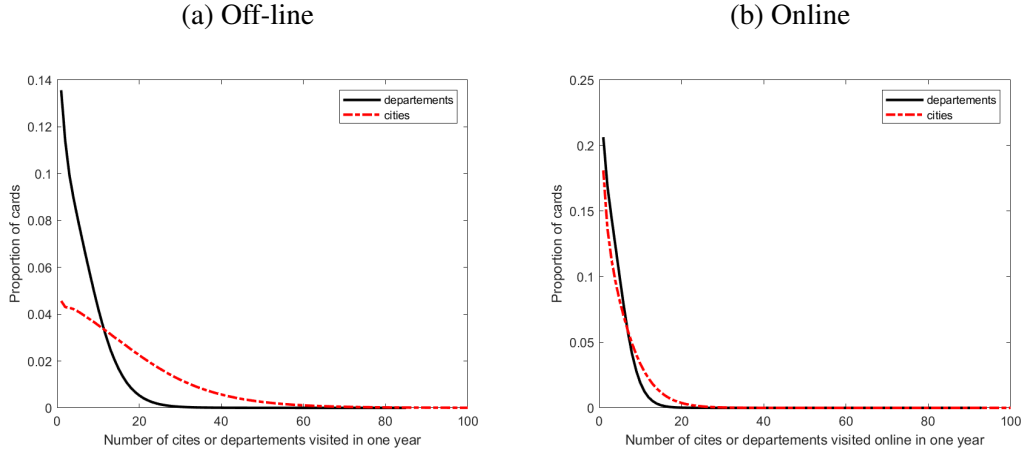 (a) Off-line
0.14
0.12
0.1
0.08
0.06
0.04
0.02
0
Proportion of cards
departements
cities
0
20
40
60
80
100
Number of cites or departements visited in one year
(b) Online
0.25
0.2
0.15
0.1
0.05
0
Proportion of cards
departements
cities
0
20
40
60
80
100
Number of cites or departements visited online in one year